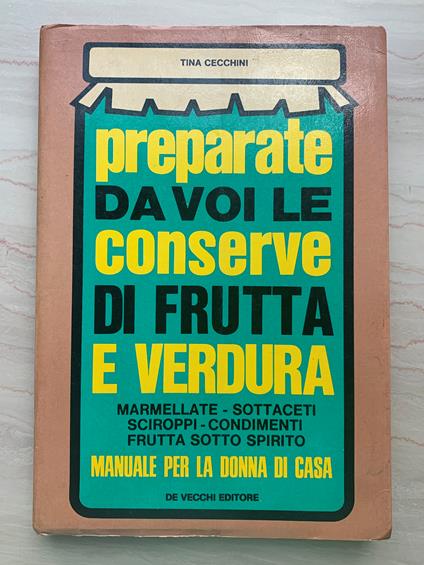 TINA CECCHINI
preparate
DA VOI LE
conserve
DI FRUTTA
E VERDURA
MARMELLATE - SOTTACETI
SCIROPPI - CONDIMENTI
FRUTTA SOTTO SPIRITO
MANUALE PER LA DONNA DI CASA
DE VECCHI EDITORE